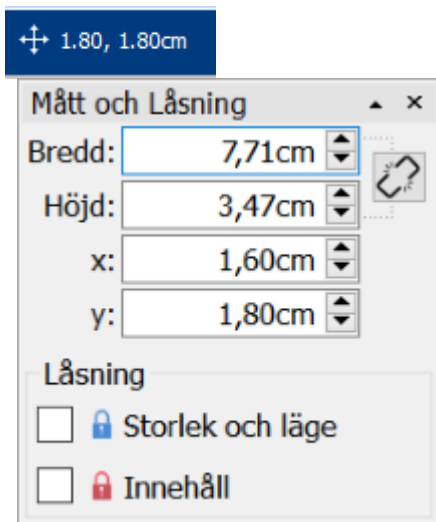 1.80, 1.80cm
Mått och Låsning
Bredd: 7,71cm
Höjd: 3,47cm
x: 1,60cm
y: 1,80cm
Låsning
Storlek och läge
Innehåll